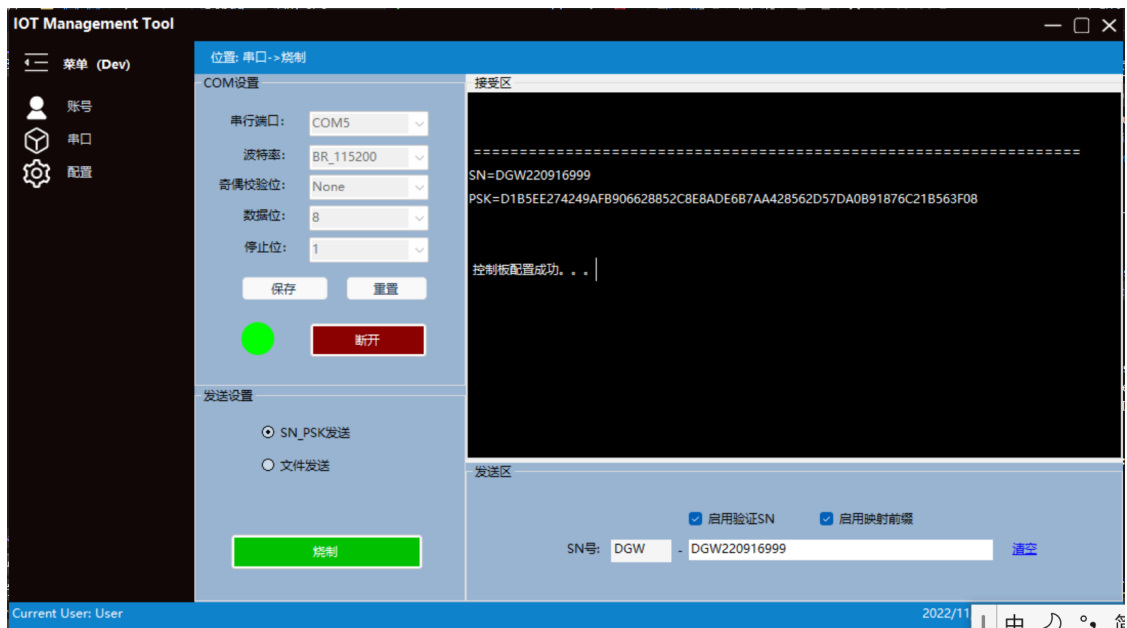 IOT Management Tool
菜单 (Dev)
账号
串口
配置
位置: 串口->烧制
COM设置
串行端口: COM5
波特率: BR_115200
奇偶校验位: None
数据位: 8
停止位: 1
保存 重置
断开
发送设置
SN_PSK发送
文件发送
烧制
接受区
==================================================================
SN=DGW220916999
PSK=D1B5EE274249AFB906628852C8E8ADE6B7AA428562D57DA0B91876C21B563F08
控制板配置成功。。。
发送区
启用验证SN 启用映射前缀
SN号: DGW - DGW220916999 清空
Current User: User 2022/11
中 简